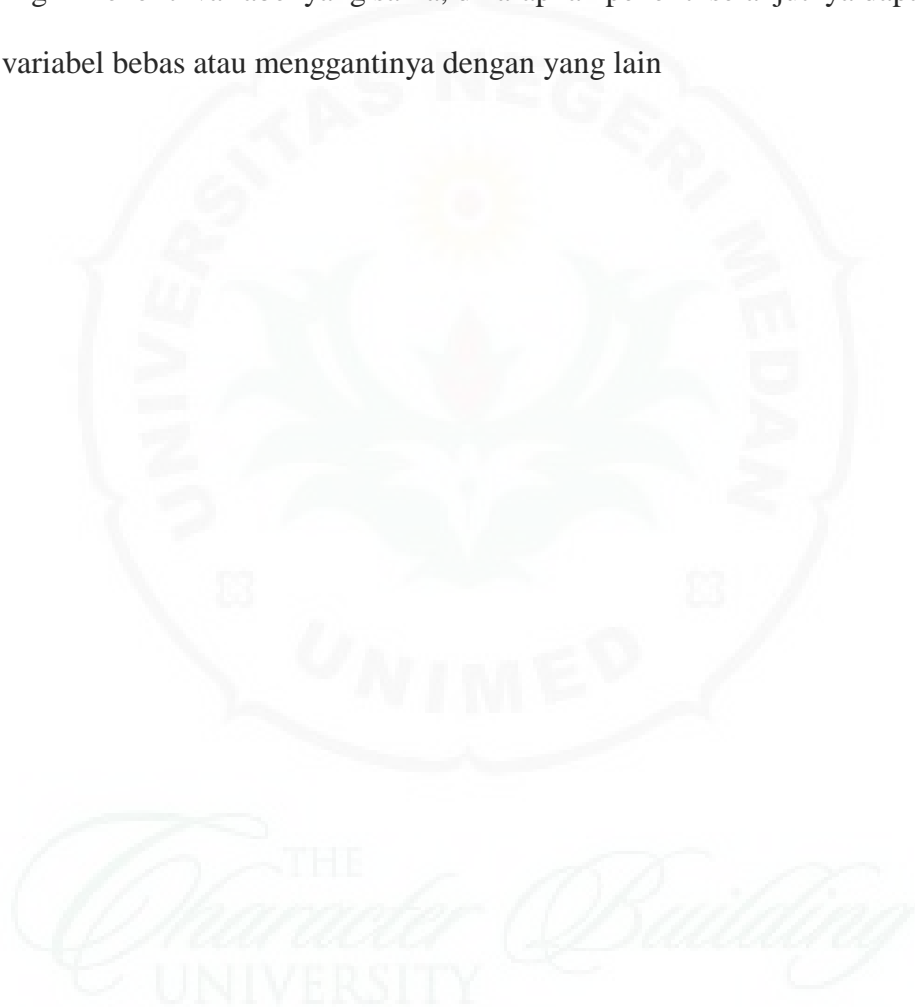 variabel bebas atau menggantinya dengan yang lain
UNIVERSITAS NEGERI MEDAN
UNIMED
THE
Character Building
UNIVERSITY